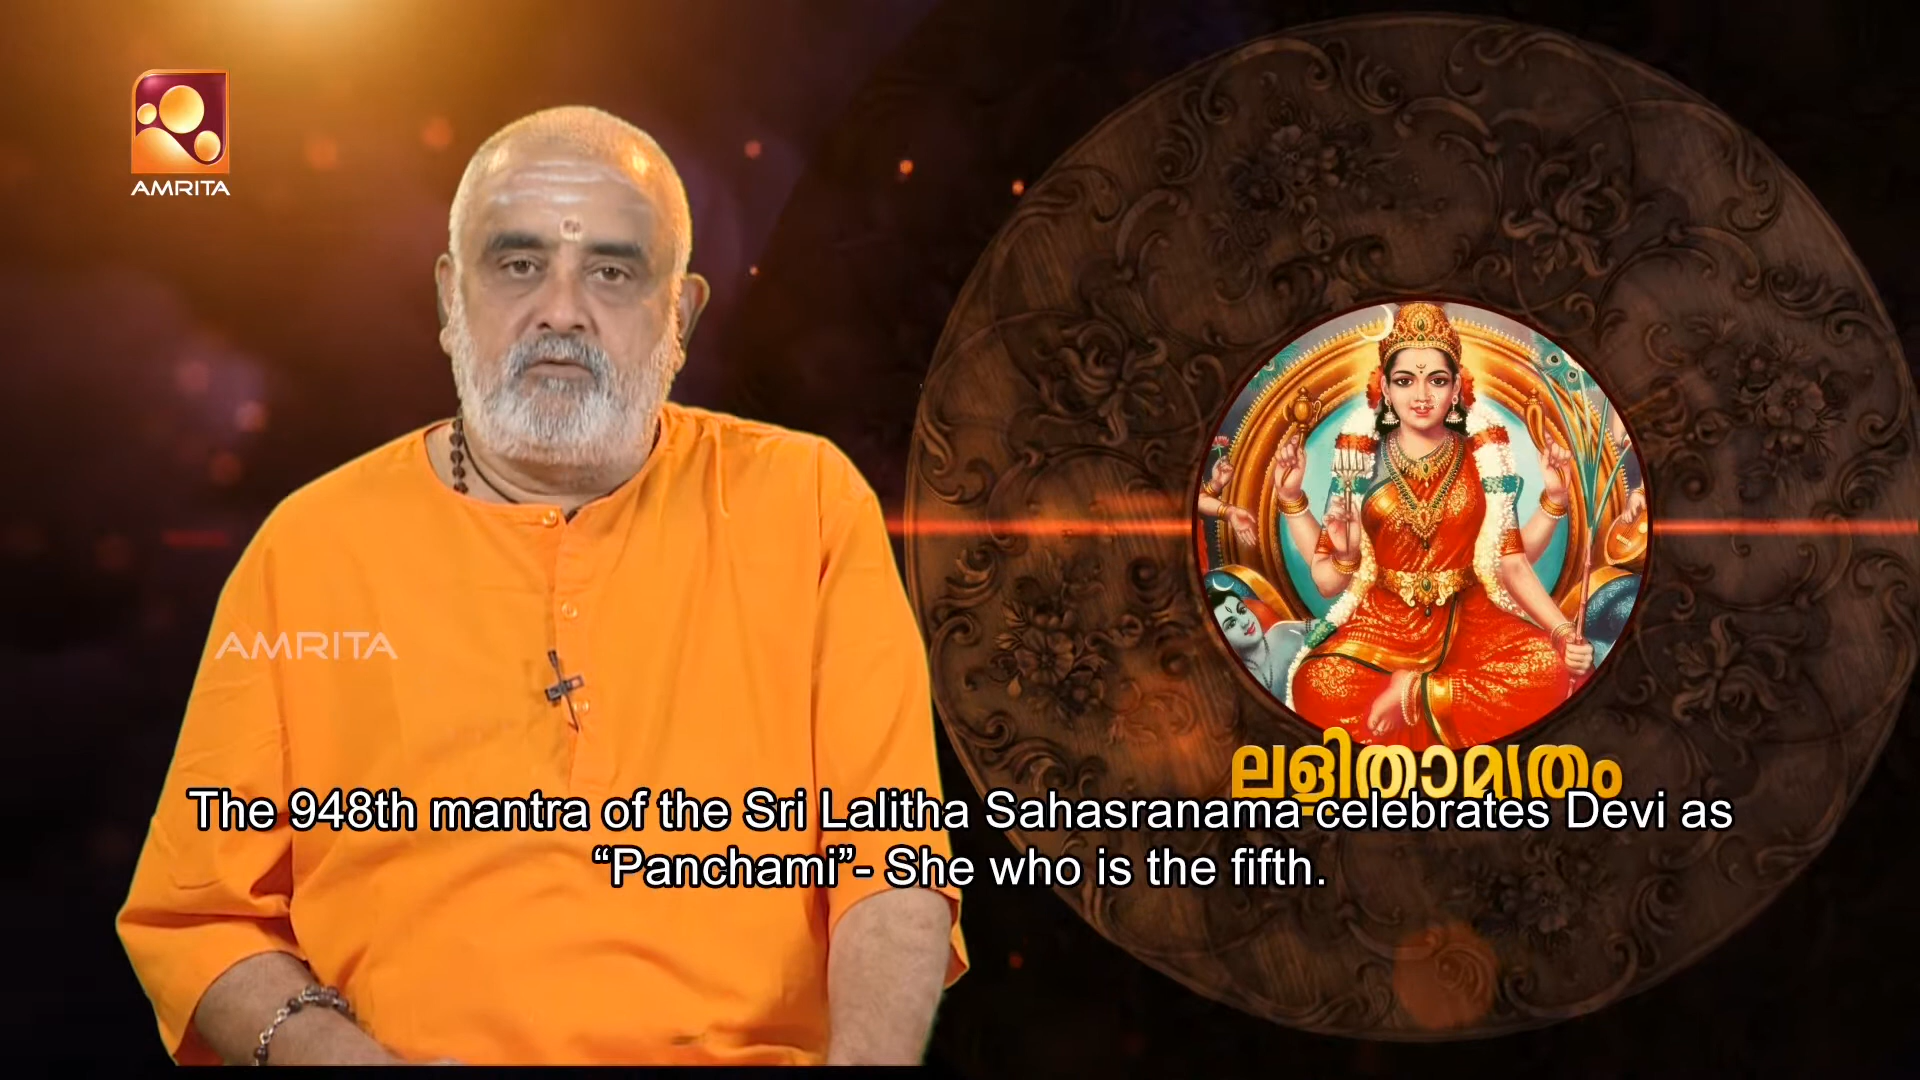 AMRITA
AMRITA
ലളിതാമൃതം
The 948th mantra of the Sri Lalitha Sahasranama celebrates Devi as
“Panchami”- She who is the fifth.